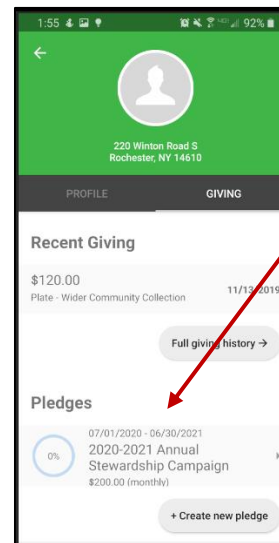 1:55 92%
220 Winton Road S
Rochester, NY 14610
PROFILE GIVING
Recent Giving
$120.00
Plate - Wider Community Collection 11/13/2019
Full giving history →
Pledges
07/01/2020 - 06/30/2021
0% 2020-2021 Annual
Stewardship Campaign
$200.00 (monthly)
+ Create new pledge